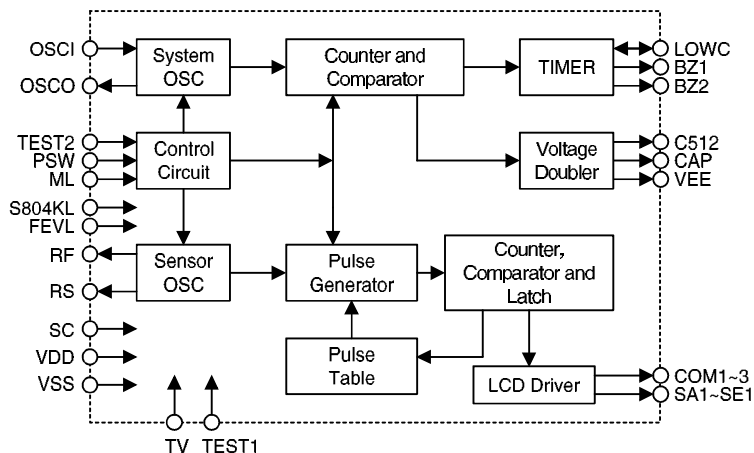 OSCI
System
OSC
Counter and
Comparator
TIMER
LOWC
BZ1
OSCO
BZ2
TEST2
PSW
ML
Control
Circuit
Voltage
Doubler
C512
CAP
VEE
S804KL
FEVL
RF
RS
Sensor
OSC
Pulse
Generator
Counter,
Comparator and
Latch
SC
VDD
VSS
Pulse
Table
LCD Driver
COM1~3
SA1~SE1
TV
TEST1